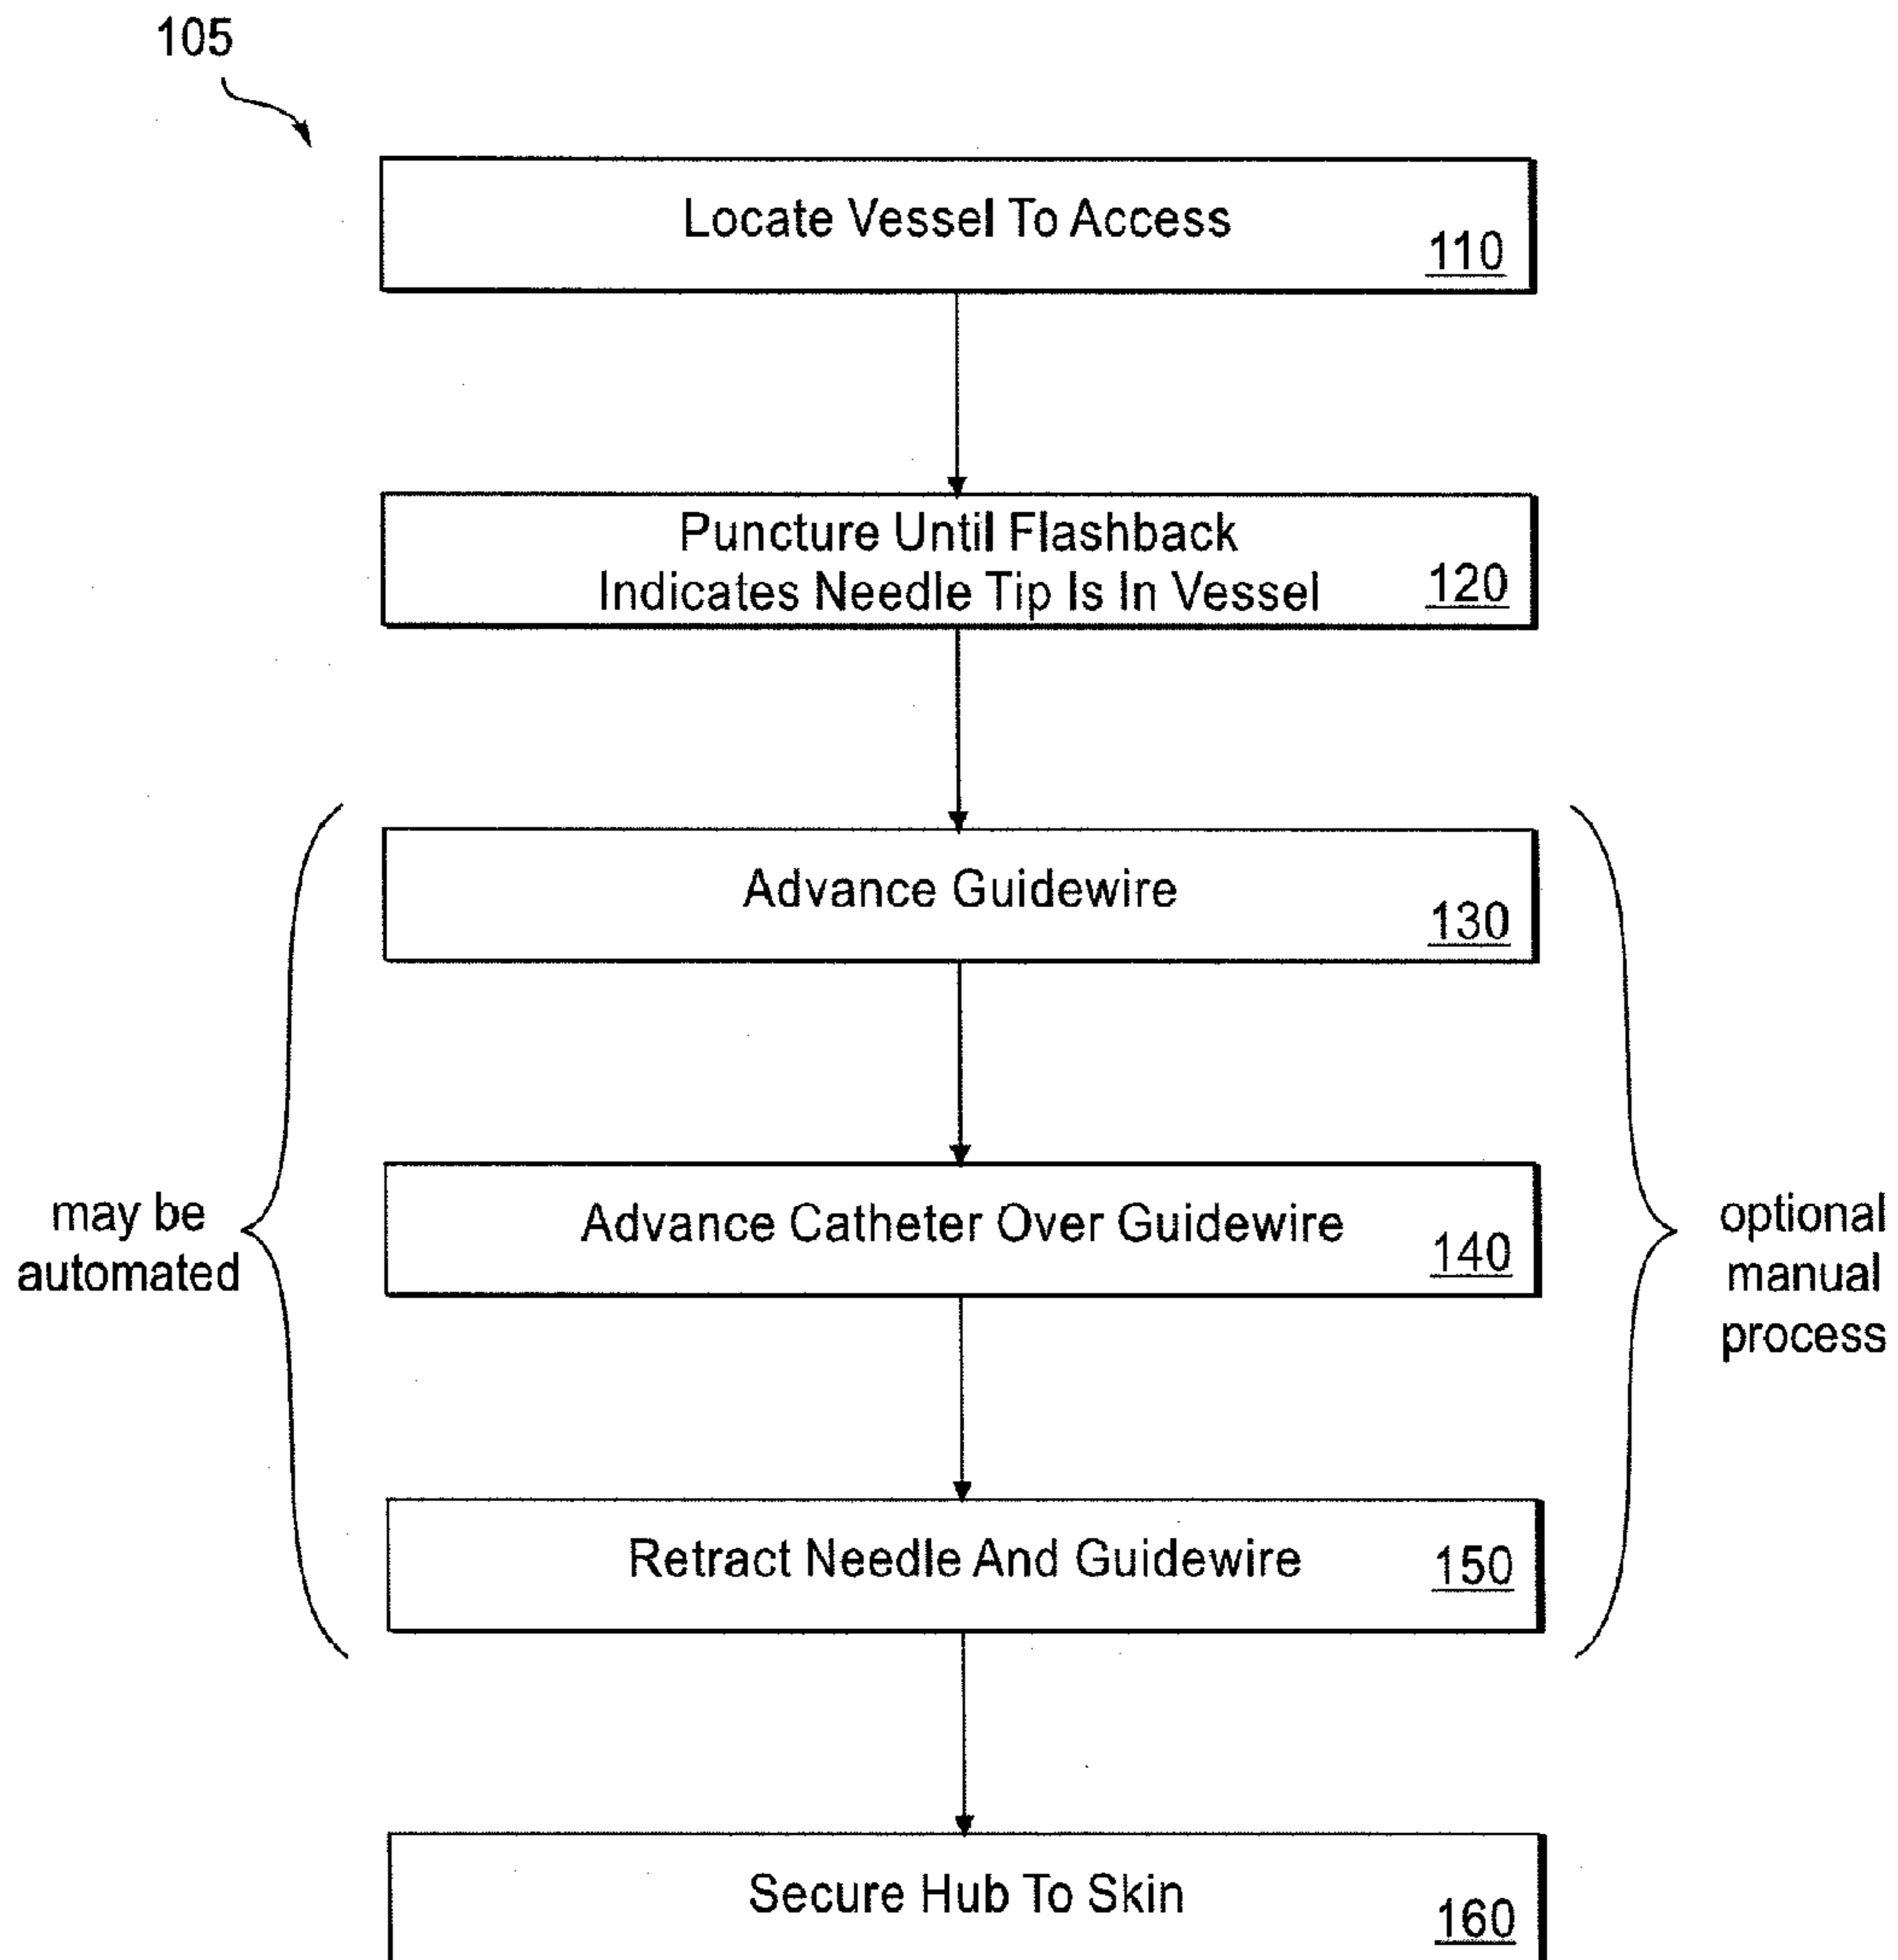 105
Locate Vessel To Access
110
Puncture Until Flashback
Indicates Needle Tip Is In Vessel
120
Advance Guidewire
130
may be
automated
Advance Catheter Over Guidewire
140
optional
manual
process
Retract Needle And Guidewire
150
Secure Hub To Skin
160